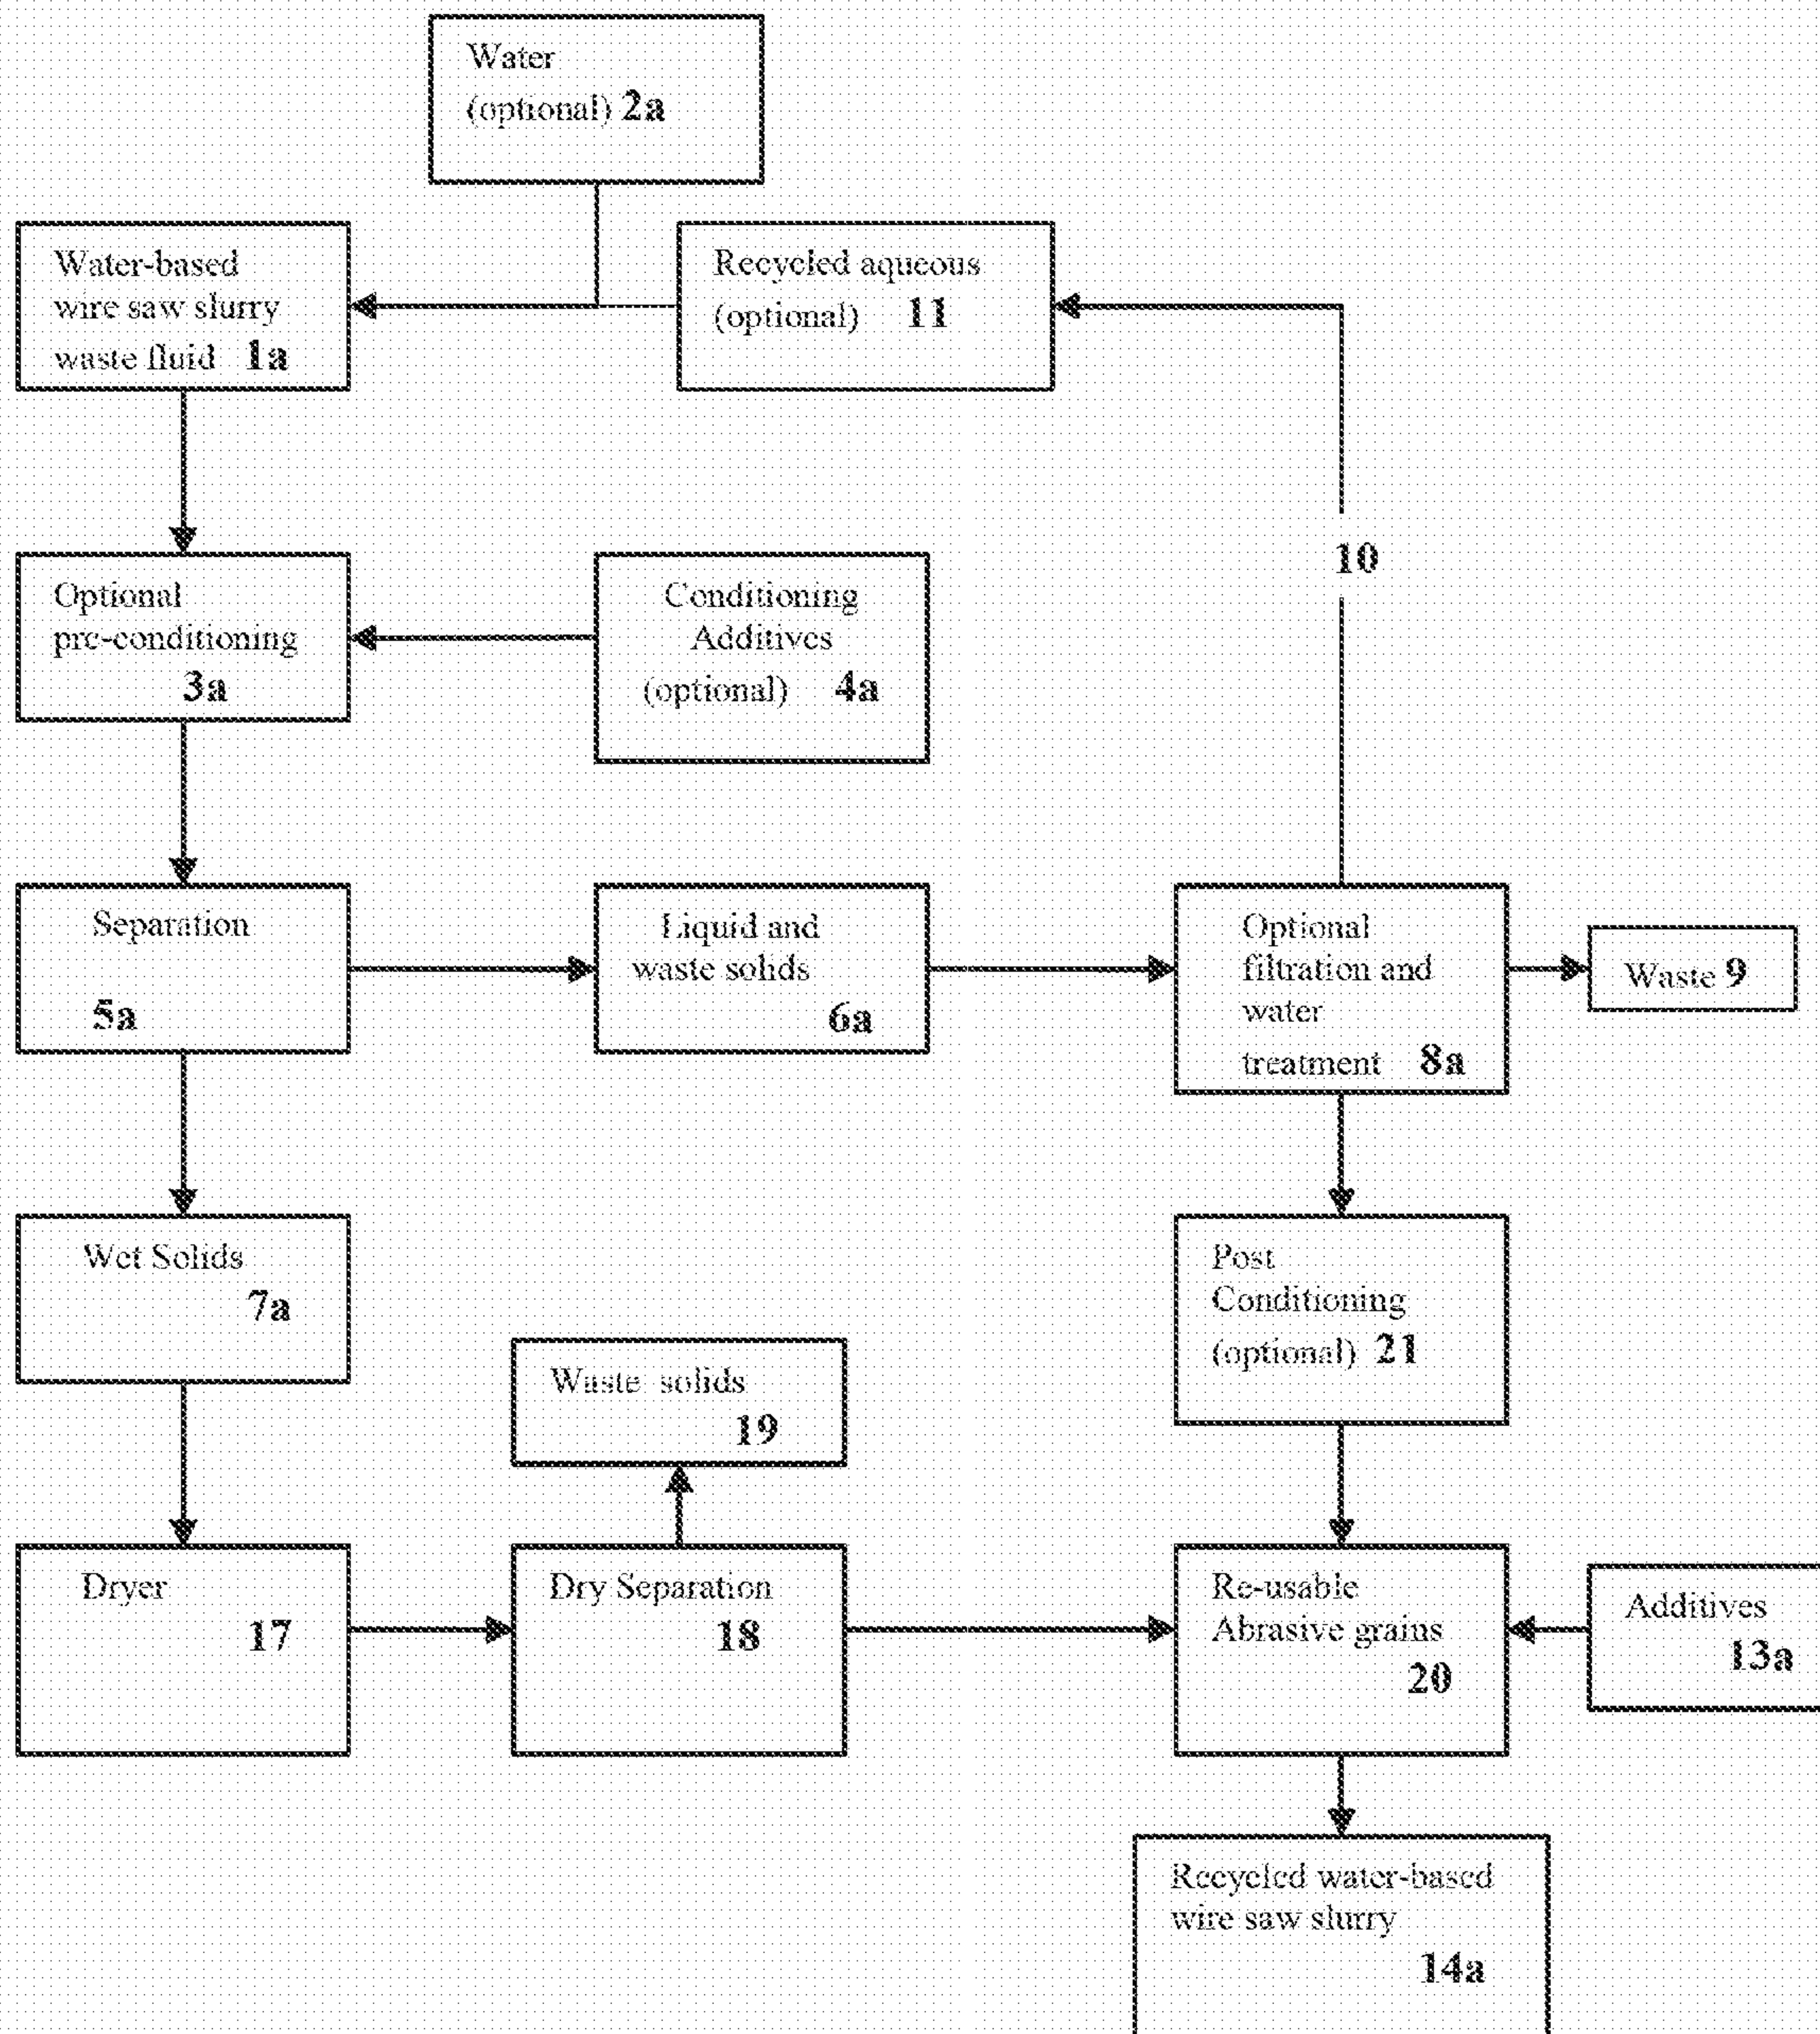 Water
(optional) 2a
Water-based
wire saw slurry
waste fluid 1a
Recycled aqueous
(optional) 11
Optional
pre-conditioning
3a
Conditioning
Additives
(optional) 4a
10
Separation
5a
Liquid and
waste solids
6a
Optional
filtration and
water
treatment 8a
Waste 9
Wet Solids
7a
Post
Conditioning
(optional) 21
Waste solids
19
Dryer
17
Dry Separation
18
Re-usable
Abrasive grains
20
Additives
13a
Recycled water-based
wire saw slurry
14a